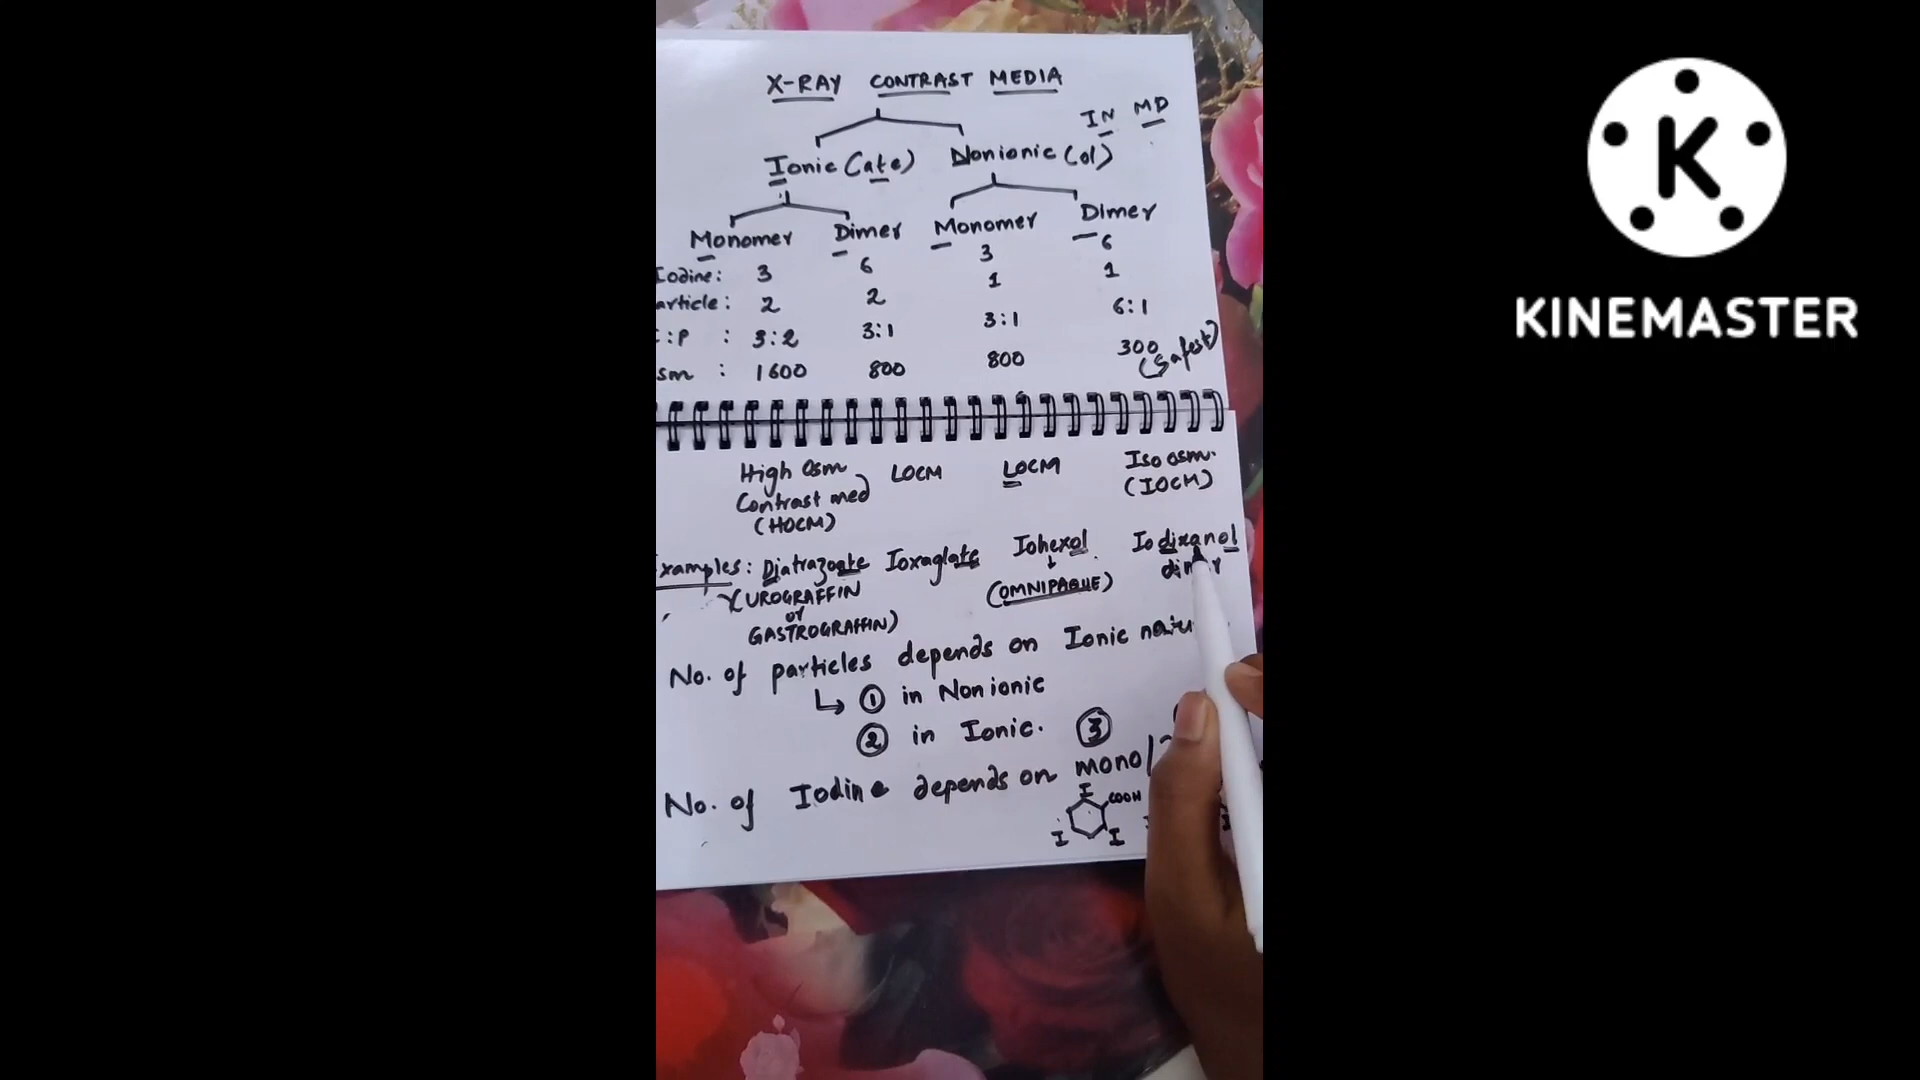 X-RAY CONTRAST MEDIA
IN MD
Ionic (ate) Nonionic (ol)
Monomer Dimer Monomer Dimer
Iodine: 3 6 3 6
article: 2 2 1 1
:P : 3:2 3:1 3:1 6:1
sm : 1600 800 800 300 (Safest)
High Osm LOCM LOCM Iso osm.
Contrast med (IOCM)
(HOCM)
xamples: Diatrazoate Ioxaglate Iohexol Iodixanol
(UROGRAFFIN (OMNIPAQUE)
or
GASTROGRAFFIN)
No. of particles depends on Ionic
① in Nonionic
② in Ionic. ③
No. of Iodine depends on mono/
I COOH
I I
KINEMASTER